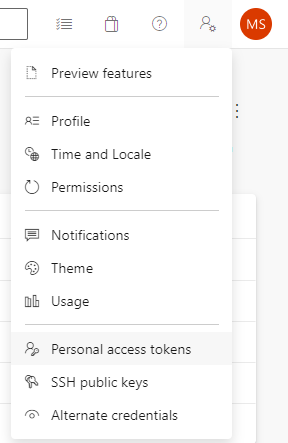 MS
Preview features
Profile
Time and Locale
Permissions
Notifications
Theme
Usage
Personal access tokens
SSH public keys
Alternate credentials